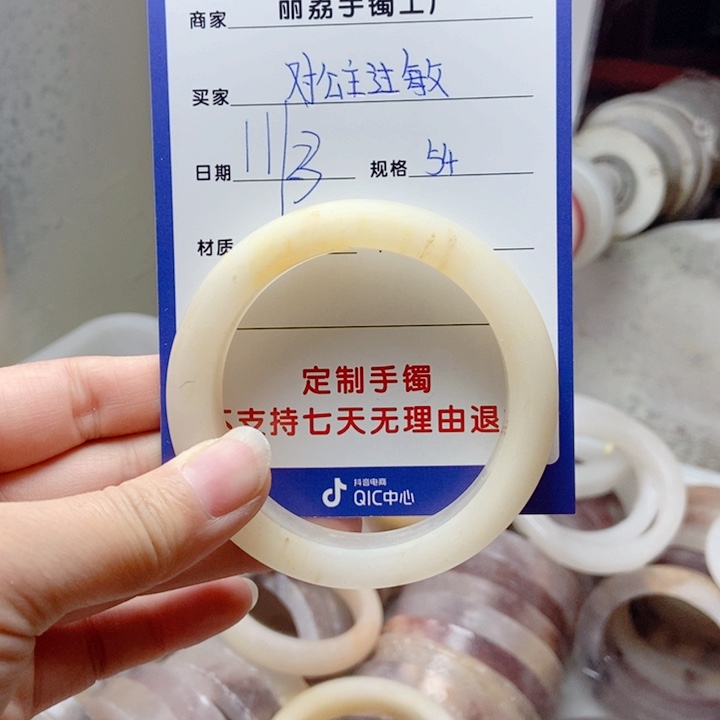 商家 丽荔手镯工厂
买家 对公主过敏
日期 11/3 规格 54
材质
定制手镯
不支持七天无理由退
抖音电商
QIC中心